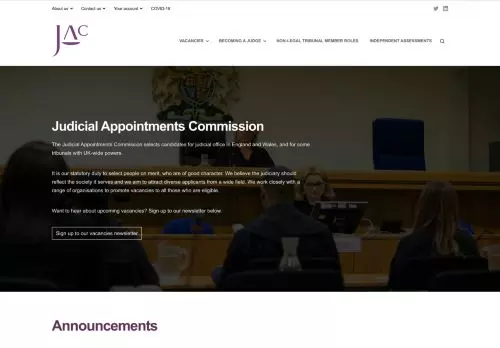 About us Contact us Your account COVID-19
JAC
VACANCIES BECOMING A JUDGE NON-LEGAL TRIBUNAL MEMBER ROLES INDEPENDENT ASSESSMENTS
Judicial Appointments Commission
The Judicial Appointments Commission selects candidates for judicial office in England and Wales, and for some
tribunals with UK-wide powers.
It is our statutory duty to select people on merit, who are of good character. We believe the judiciary should
reflect the society it serves and we aim to attract diverse applicants from a wide field. We work closely with a
range of organisations to promote vacancies to all those who are eligible.
Want to hear about upcoming vacancies? Sign up to our newsletter below.
Sign up to our vacancies newsletter
Announcements